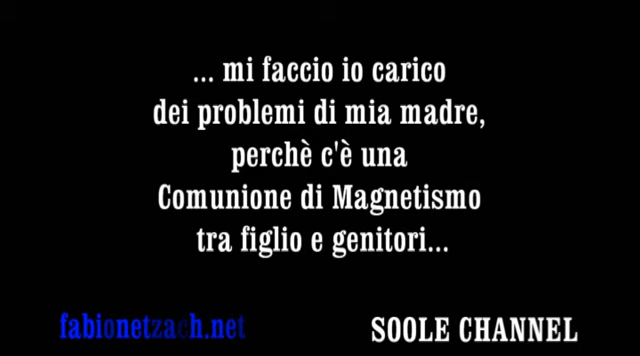 ... mi faccio io carico
dei problemi di mia madre,
perchè c'è una
Comunione di Magnetismo
tra figlio e genitori...
fabionetzach.net
SOOLE CHANNEL